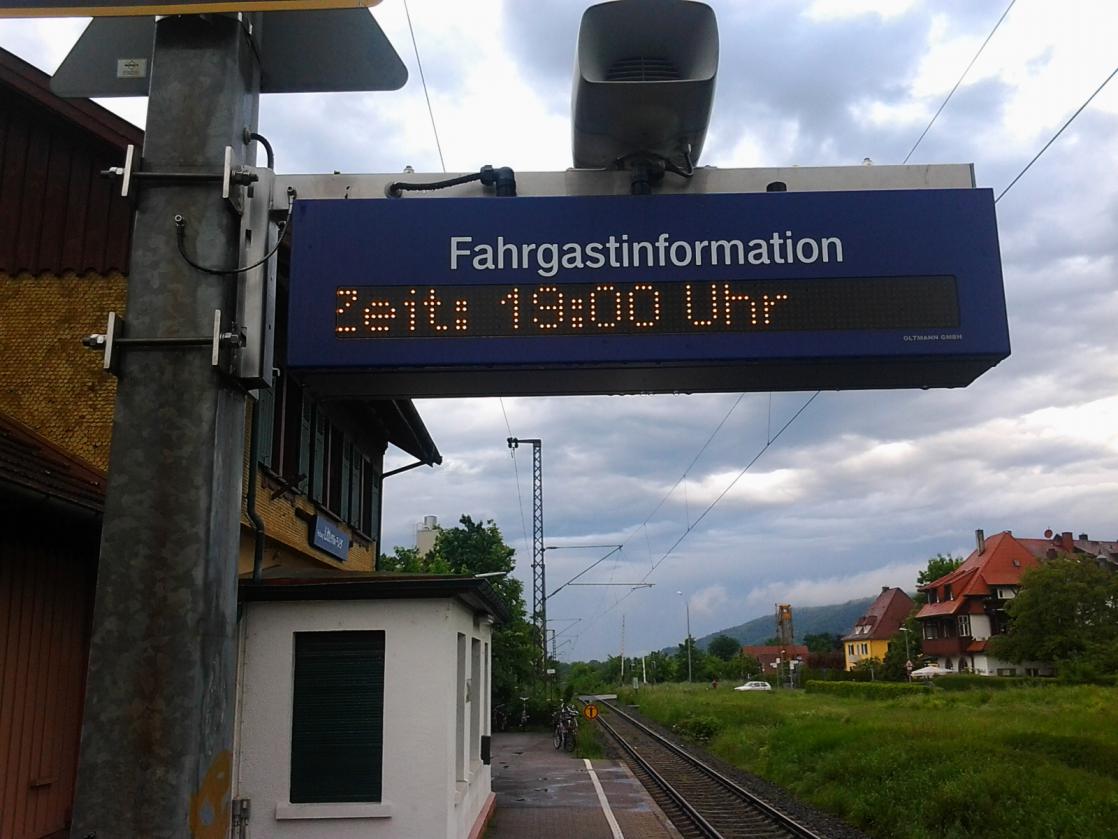 Fahrgastinformation
Zeit: 19:00 Uhr
OLTMANN GMBH